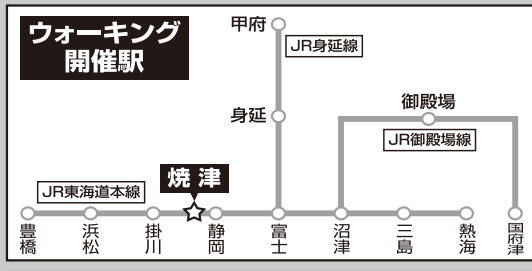 ウォーキング
開催駅
甲府
JR身延線
身延
御殿場
JR御殿場線
焼津
JR東海道本線
豊橋
浜松
掛川
静岡
富士
沼津
三島
熱海
国府津